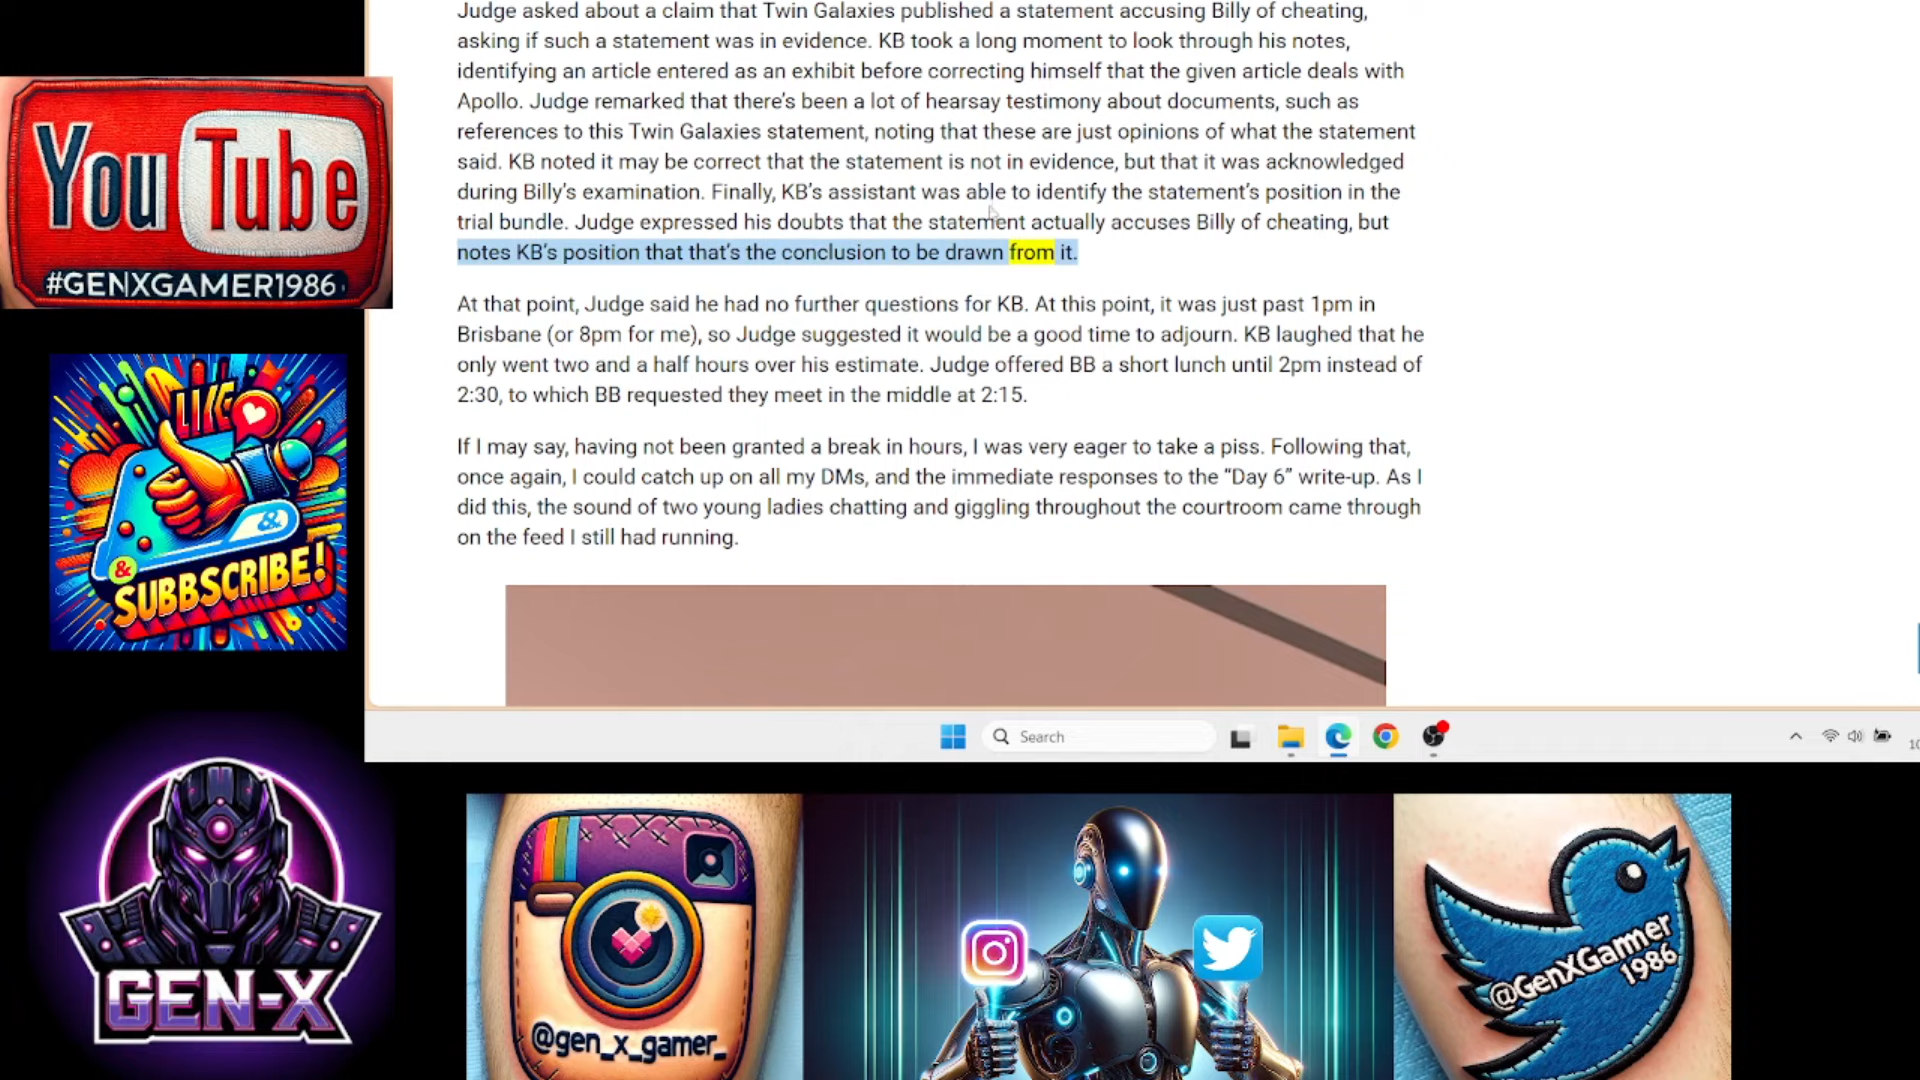 Judge asked about a claim that Twin Galaxies published a statement accusing Billy of cheating,
asking if such a statement was in evidence. KB took a long moment to look through his notes,
identifying an article entered as an exhibit before correcting himself that the given article deals with
Apollo. Judge remarked that there's been a lot of hearsay testimony about documents, such as
references to this Twin Galaxies statement, noting that these are just opinions of what the statement
said. KB noted it may be correct that the statement is not in evidence, but that it was acknowledged
during Billy's examination. Finally, KB's assistant was able to identify the statement's position in the
trial bundle. Judge expressed his doubts that the statement actually accuses Billy of cheating, but
notes KB's position that that's the conclusion to be drawn from it.
At that point, Judge said he had no further questions for KB. At this point, it was just past 1pm in
Brisbane (or 8pm for me), so Judge suggested it would be a good time to adjourn. KB laughed that he
only went two and a half hours over his estimate. Judge offered BB a short lunch until 2pm instead of
2:30, to which BB requested they meet in the middle at 2:15.
If I may say, having not been granted a break in hours, I was very eager to take a piss. Following that,
once again, I could catch up on all my DMs, and the immediate responses to the “Day 6” write-up. As I
did this, the sound of two young ladies chatting and giggling throughout the courtroom came through
on the feed I still had running.
Search
10
YouTube
#GENXGAMER1986
LIKE
&
&
SUBBSCRIBE!
GEN-X
@gen_x_gamer_
@GenXGamer
1986